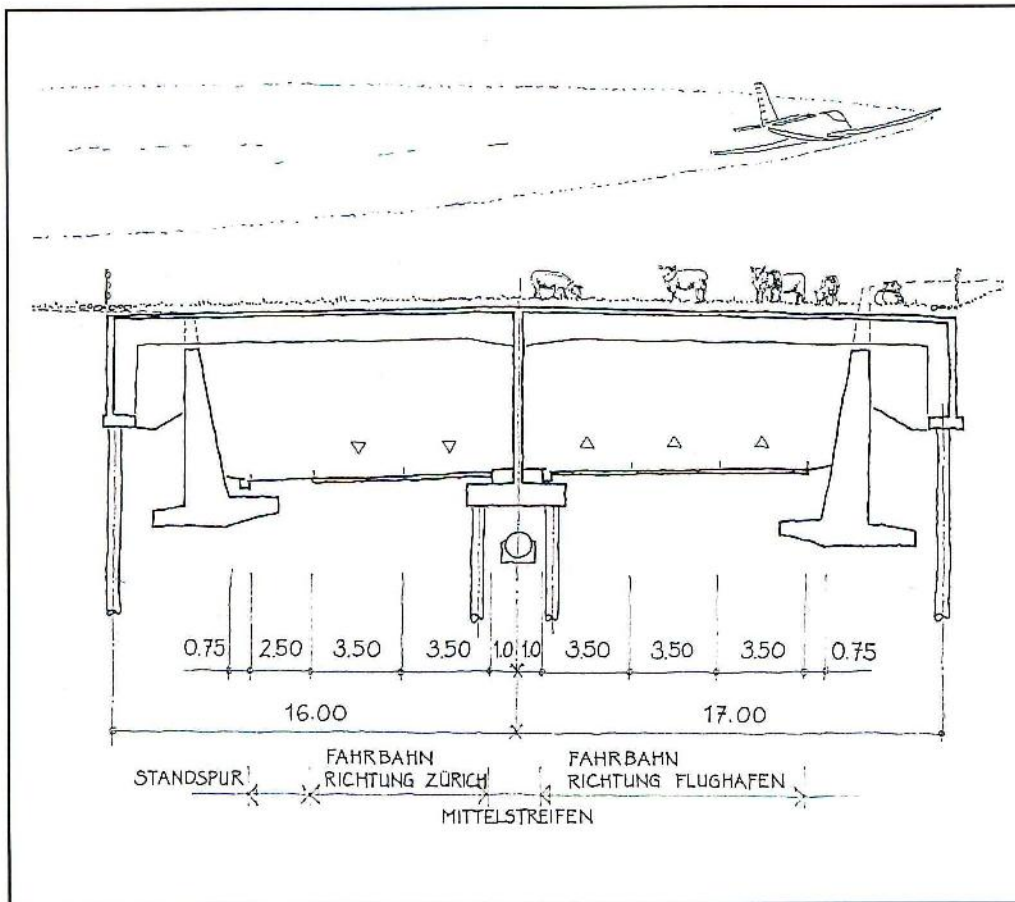 0.75 2.50 3.50 3.50 1.0 1.0 3.50 3.50 3.50 0.75
16.00 17.00
STANDSPUR
FAHRBAHN
RICHTUNG ZÜRICH
FAHRBAHN
RICHTUNG FLUGHAFEN
MITTELSTREIFEN